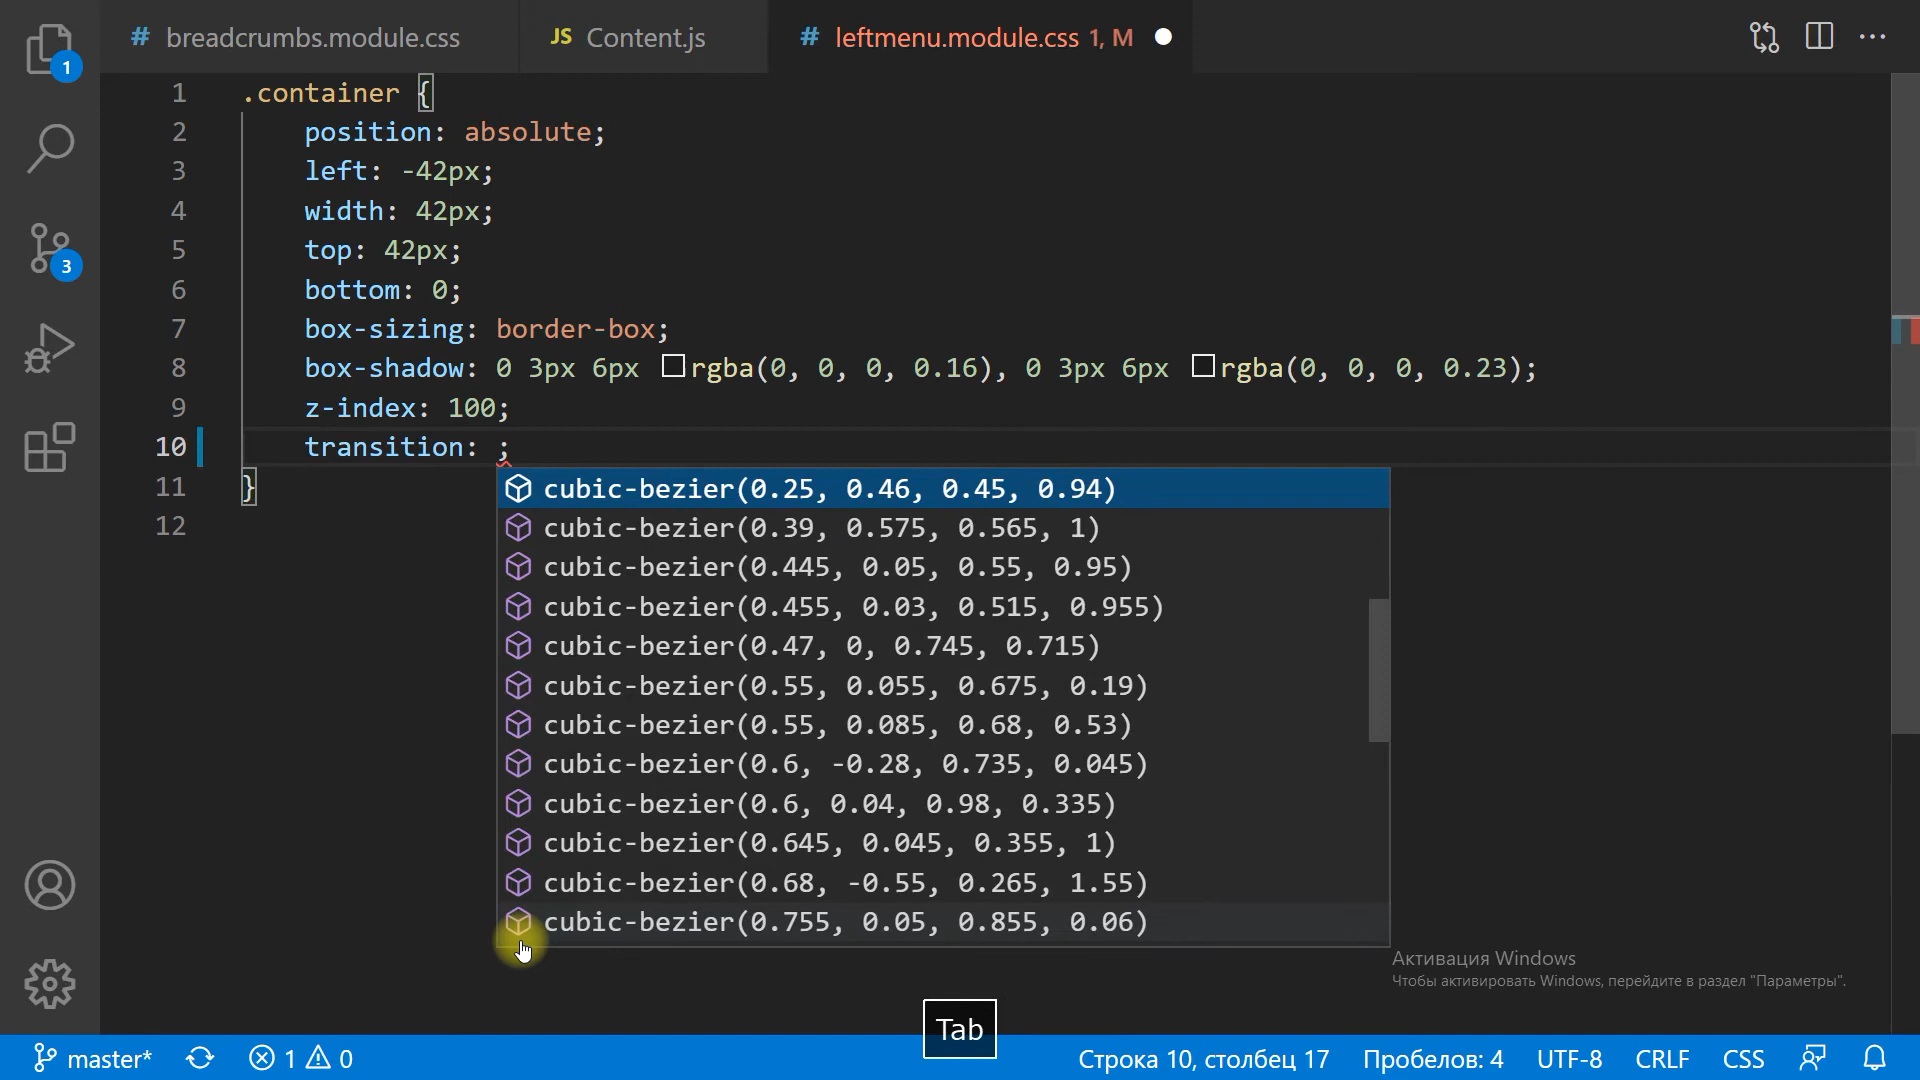 # breadcrumbs.module.css
JS Content.js
# leftmenu.module.css 1, M
1
1 .container {
2 position: absolute;
3 left: -42px;
4 width: 42px;
5 top: 42px;
6 bottom: 0;
7 box-sizing: border-box;
8 box-shadow: 0 3px 6px rgba(0, 0, 0, 0.16), 0 3px 6px rgba(0, 0, 0, 0.23);
9 z-index: 100;
10 transition: ;
11 }
12
3
cubic-bezier(0.25, 0.46, 0.45, 0.94)
cubic-bezier(0.39, 0.575, 0.565, 1)
cubic-bezier(0.445, 0.05, 0.55, 0.95)
cubic-bezier(0.455, 0.03, 0.515, 0.955)
cubic-bezier(0.47, 0, 0.745, 0.715)
cubic-bezier(0.55, 0.055, 0.675, 0.19)
cubic-bezier(0.55, 0.085, 0.68, 0.53)
cubic-bezier(0.6, -0.28, 0.735, 0.045)
cubic-bezier(0.6, 0.04, 0.98, 0.335)
cubic-bezier(0.645, 0.045, 0.355, 1)
cubic-bezier(0.68, -0.55, 0.265, 1.55)
cubic-bezier(0.755, 0.05, 0.855, 0.06)
Активация Windows
Чтобы активировать Windows, перейдите в раздел "Параметры".
Tab
master* 1 0 Строка 10, столбец 17 Пробелов: 4 UTF-8 CRLF CSS